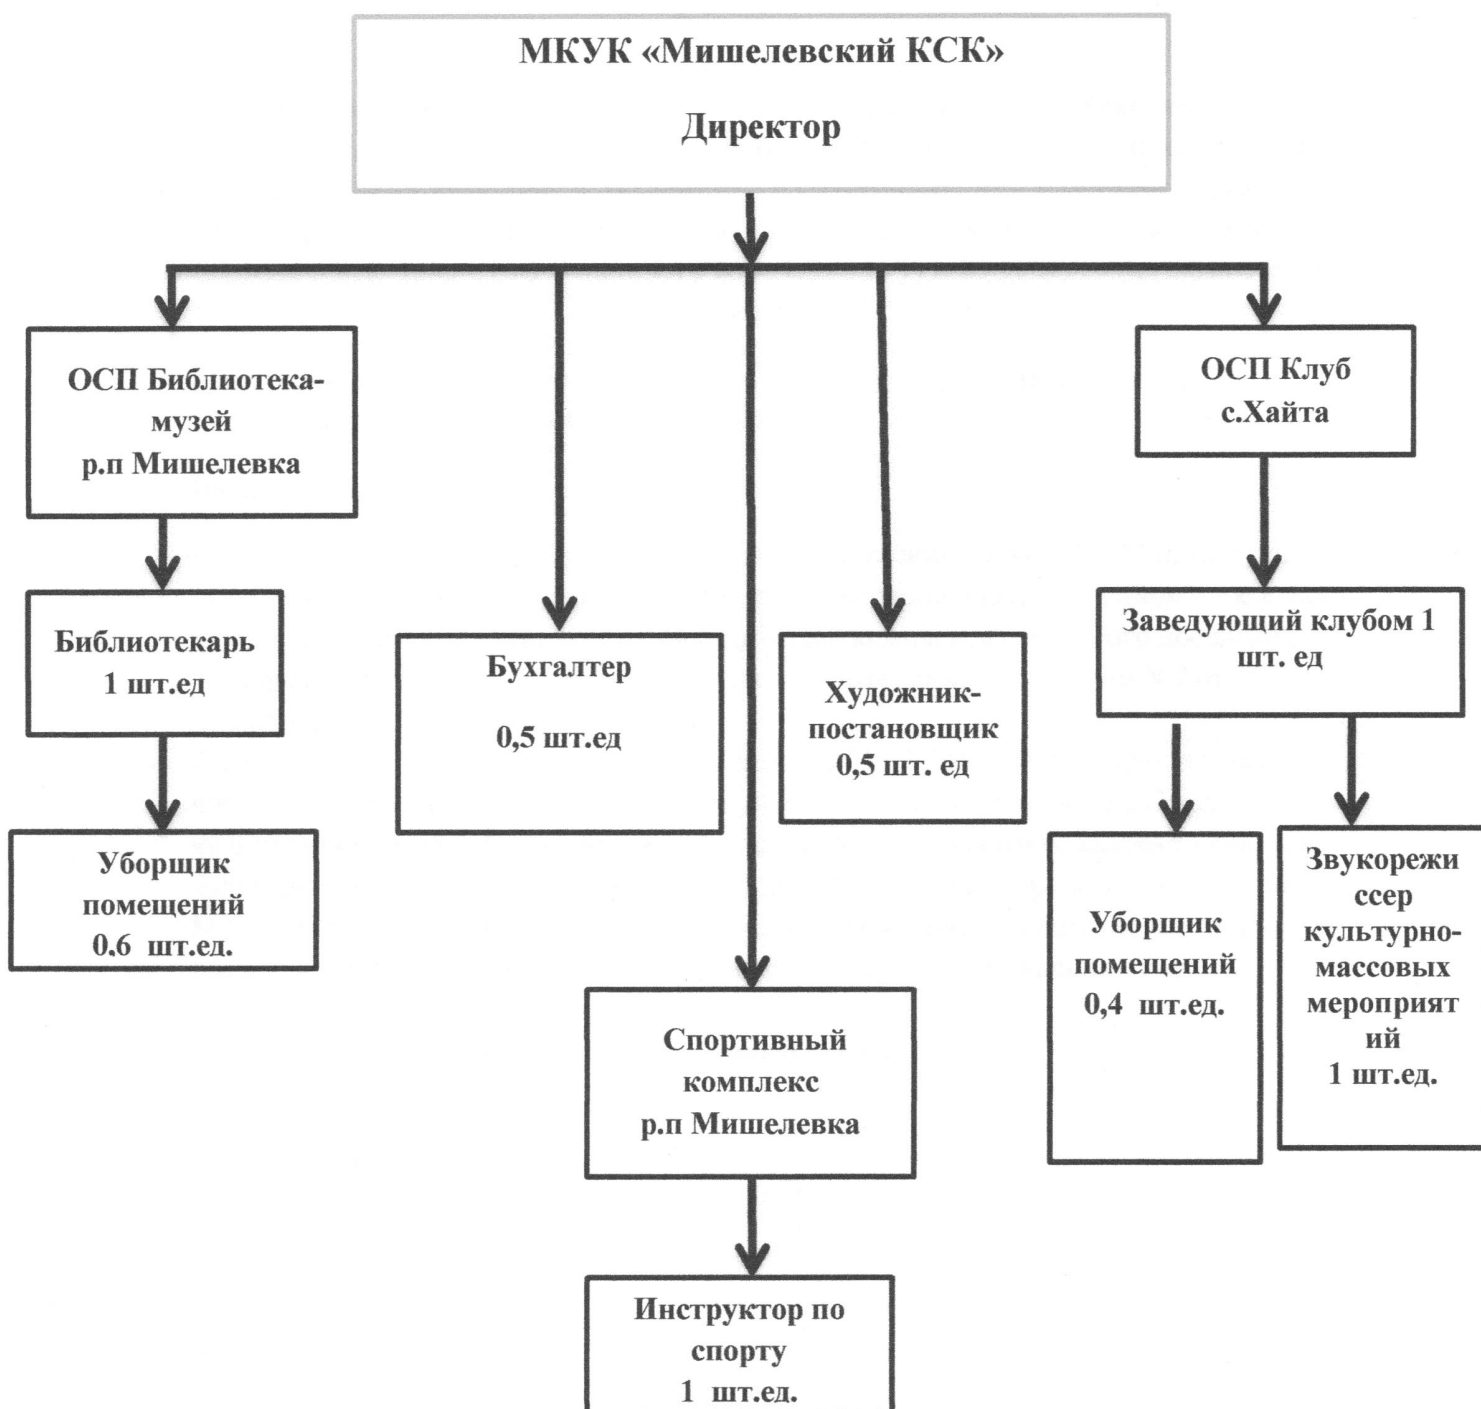 МКУК «Мишелевский КСК»
Директор
ОСП Библиотека-
музей
р.п Мишелевка
ОСП Клуб
с.Хайта
Библиотекарь
1 шт.ед
Бухгалтер
0,5 шт.ед
Художник-
постановщик
0,5 шт. ед
Заведующий клубом 1
шт. ед
Уборщик
помещений
0,6 шт.ед.
Уборщик
помещений
0,4 шт.ед.
Звукорежи
ссер
культурно-
массовых
мероприят
ий
1 шт.ед.
Спортивный
комплекс
р.п Мишелевка
Инструктор по
спорту
1 шт.ед.